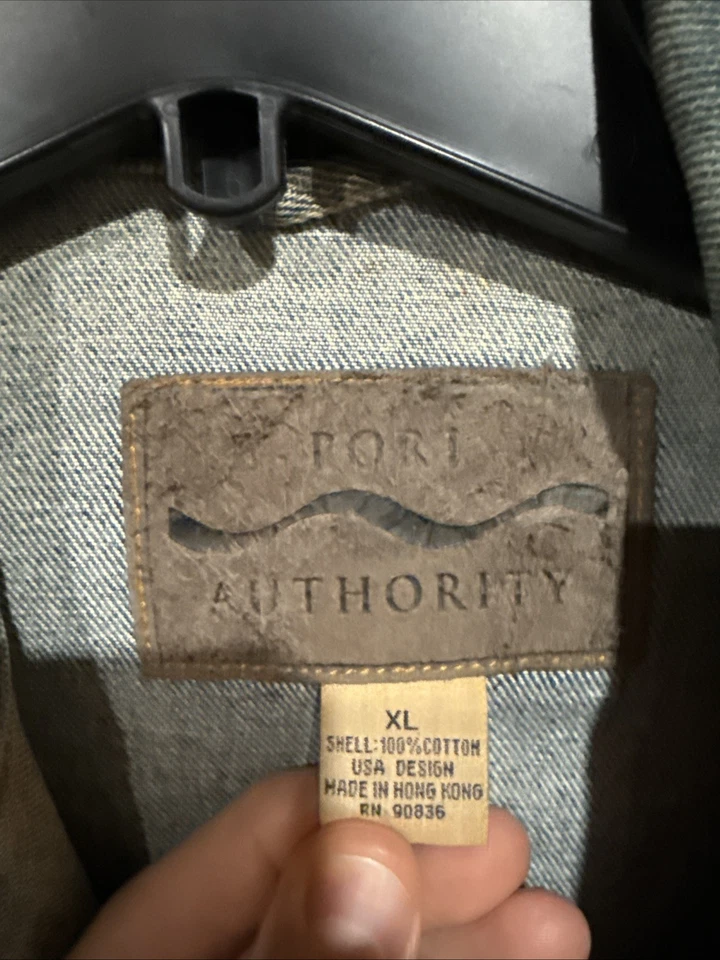 PORT
AUTHORITY
XL
SHELL:100%COTTON
USA DESIGN
MADE IN HONG KONG
RN 90836